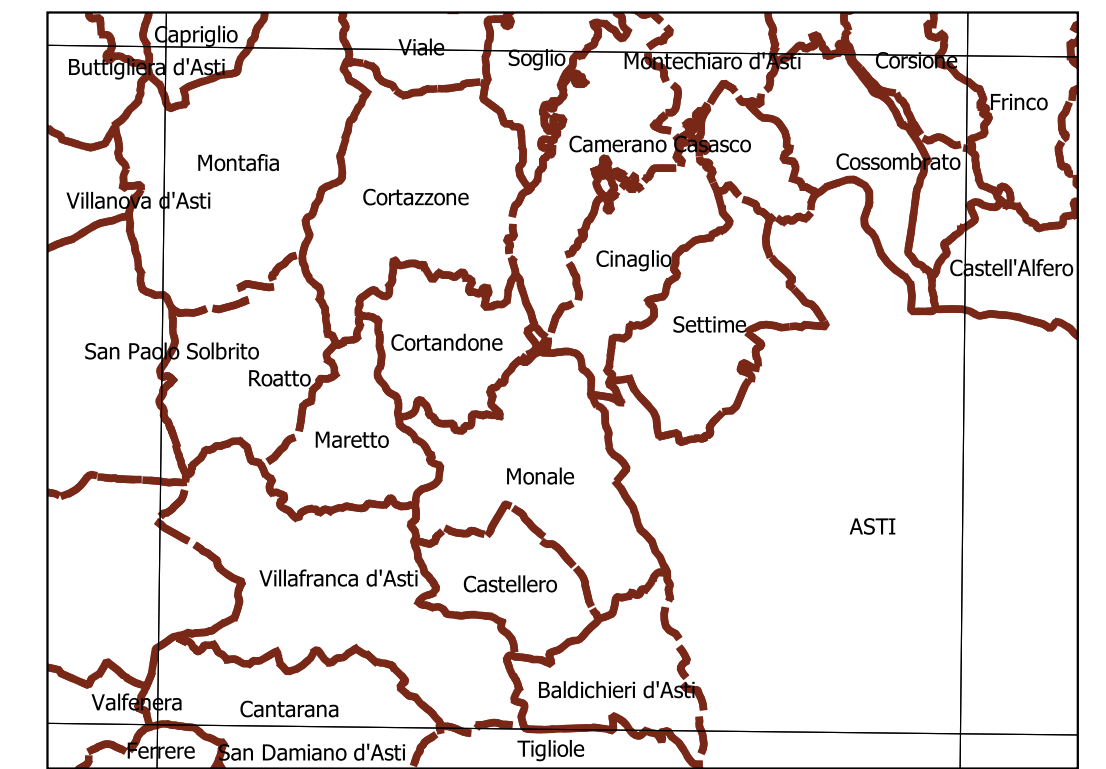 Capriglio
Viale
Soglio
Buttigliera d'Asti
Montechiaro d'Asti
Corsione
Frinco
Montafia
Camerano Casasco
Cossombrato
Villanova d'Asti
Cortazzone
Cinaglio
Castell'Alfero
Settime
San Paolo Solbrito
Cortandone
Roatto
Maretto
Monale
ASTI
Villafranca d'Asti
Castellero
Baldichieri d'Asti
Valfenera
Cantarana
Ferrere
San Damiano d'Asti
Tigliole